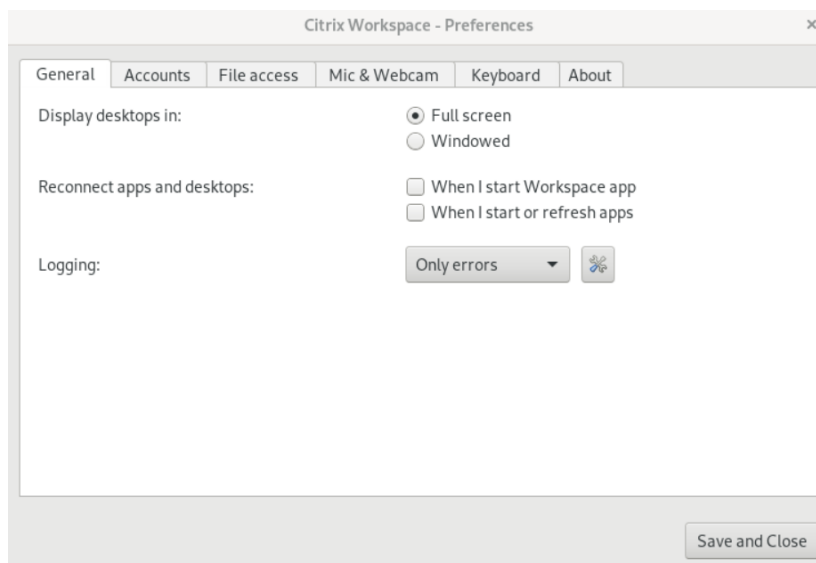 Citrix Workspace - Preferences ×
General Accounts File access Mic & Webcam Keyboard About
Display desktops in: Full screen
Windowed
Reconnect apps and desktops: When I start Workspace app
When I start or refresh apps
Logging: Only errors
Save and Close